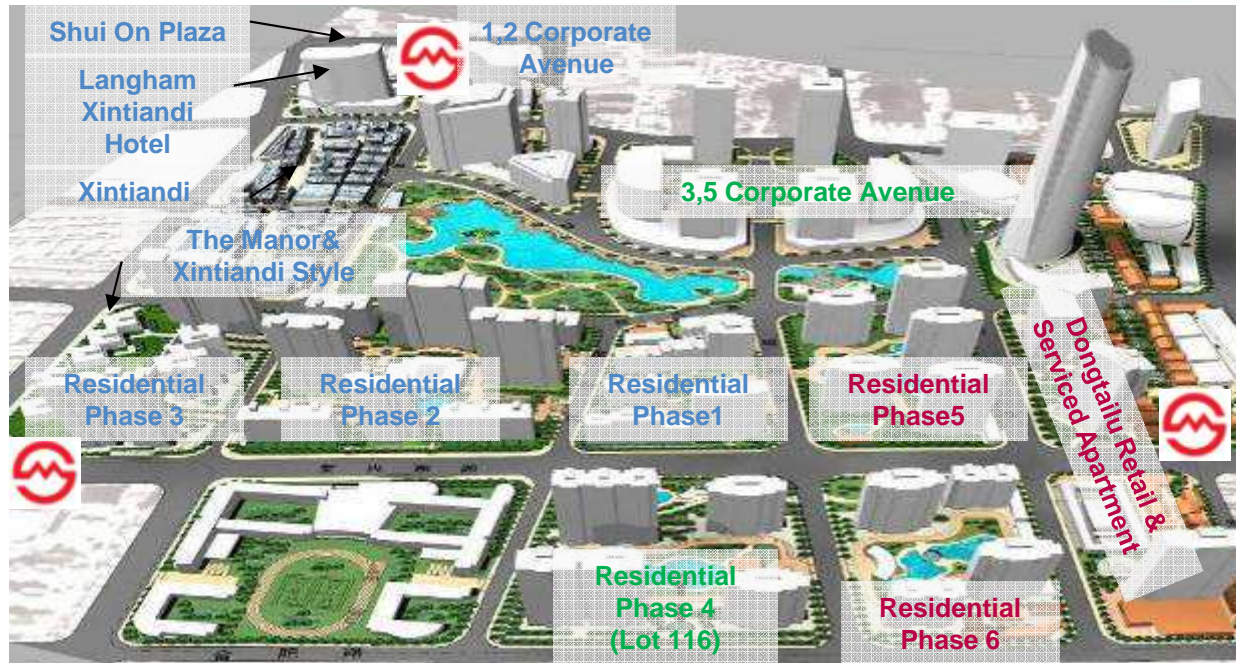 Shui On Plaza
1,2 Corporate
Avenue
Langham
Xintiandi
Hotel
Xintiandi
3,5 Corporate Avenue
The Manor&
Xintiandi Style
Residential
Phase 3
Residential
Phase 2
Residential
Phase1
Residential
Phase5
Dongtailu Retail &
Serviced Apartment
Residential
Phase 4
(Lot 116)
Residential
Phase 6